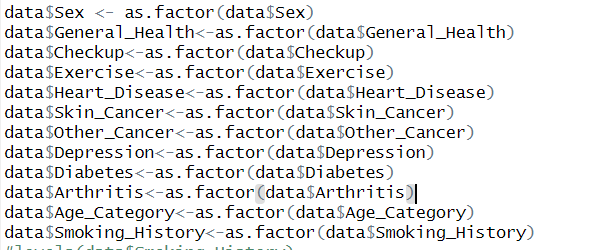 data$Sex <- as.factor(data$Sex)
data$General_Health<-as.factor(data$General_Health)
data$Checkup<-as.factor(data$Checkup)
data$Exercise<-as.factor(data$Exercise)
data$Heart_Disease<-as.factor(data$Heart_Disease)
data$Skin_Cancer<-as.factor(data$Skin_Cancer)
data$Other_Cancer<-as.factor(data$Other_Cancer)
data$Depression<-as.factor(data$Depression)
data$Diabetes<-as.factor(data$Diabetes)
data$Arthritis<-as.factor(data$Arthritis)
data$Age_Category<-as.factor(data$Age_Category)
data$Smoking_History<-as.factor(data$Smoking_History)
#levels(data$Smoking_History)